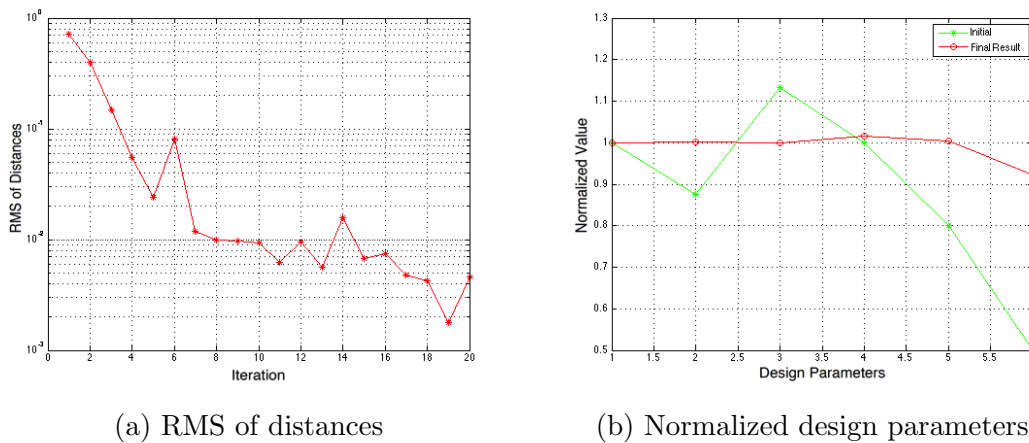 10^0
10^-1
10^-2
10^-3
RMS of Distances
0 2 4 6 8 10 12 14 16 18 20
Iteration
(a) RMS of distances
1.3
1.2
1.1
1
0.9
0.8
0.7
0.6
0.5
Normalized Value
Initial
Final Result
1 1.5 2 2.5 3 3.5 4 4.5 5 5.5
Design Parameters
(b) Normalized design parameters